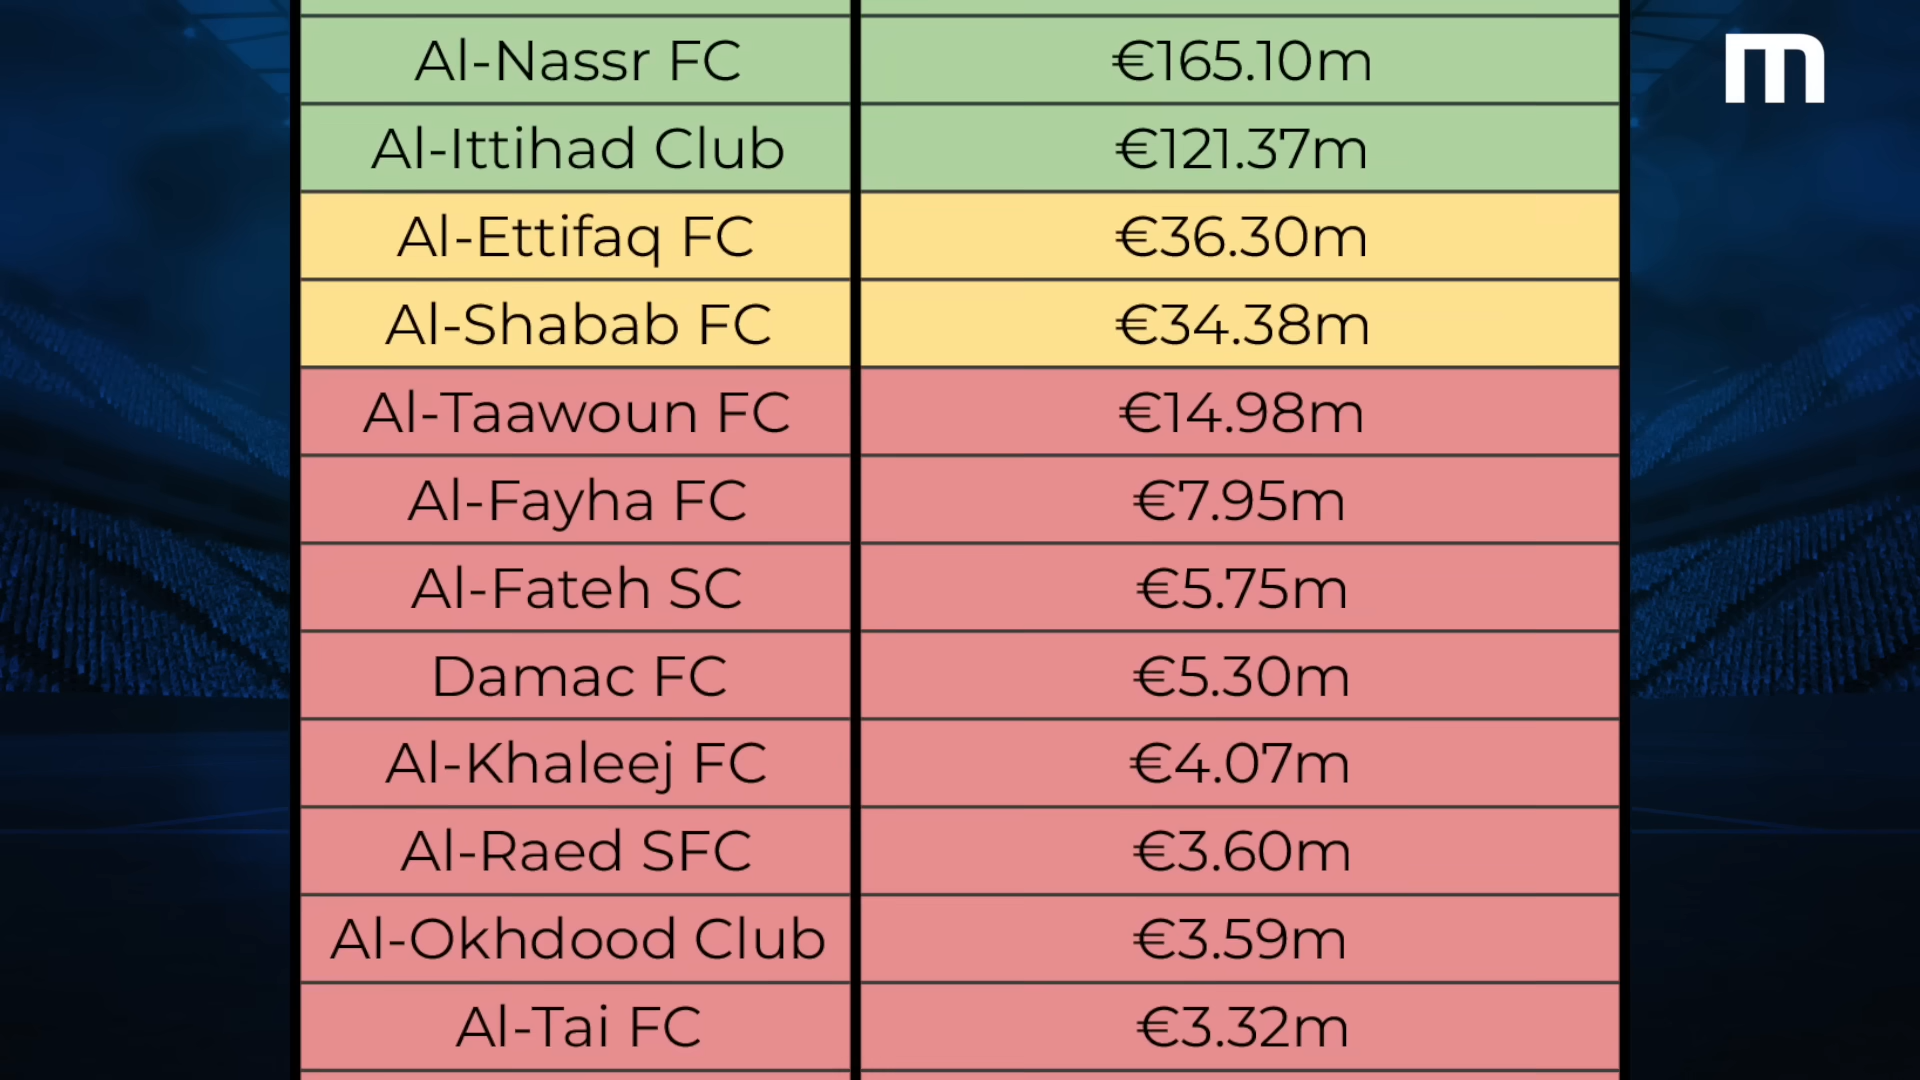 Al-Nassr FC €165.10m
m
Al-Ittihad Club €121.37m
Al-Ettifaq FC €36.30m
Al-Shabab FC €34.38m
Al-Taawoun FC €14.98m
Al-Fayha FC €7.95m
Al-Fateh SC €5.75m
Damac FC €5.30m
Al-Khaleej FC €4.07m
Al-Raed SFC €3.60m
Al-Okhdood Club €3.59m
Al-Tai FC €3.32m